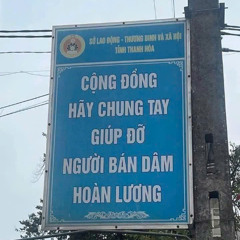 SỞ LAO ĐỘNG - THƯƠNG BINH VÀ XÃ HỘI
TỈNH THANH HÓA
CỘNG ĐỒNG
HÃY CHUNG TAY
GIÚP ĐỠ
NGƯỜI BÁN DÂM
HOÀN LƯƠNG